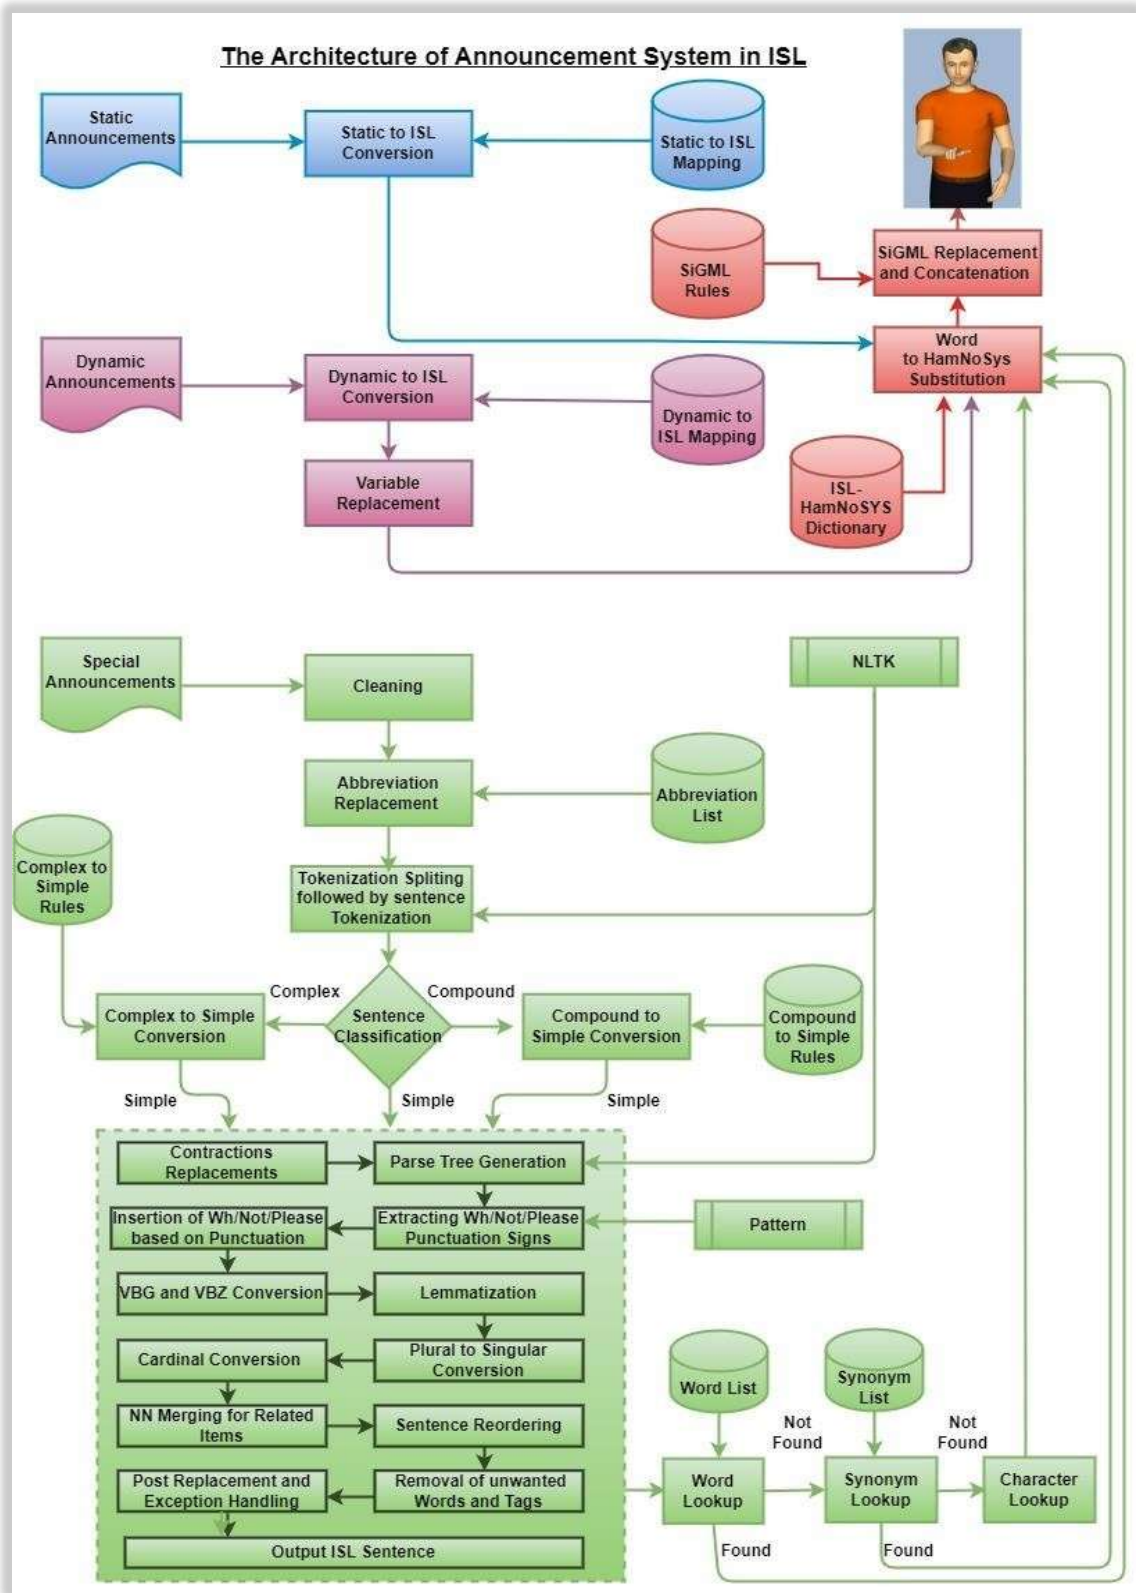 The Architecture of Announcement System in ISL
Static
Announcements
Static to ISL
Conversion
Static to ISL
Mapping
SiGML
Rules
SiGML Replacement
and Concatenation
Word
to HamNoSys
Substitution
Dynamic
Announcements
Dynamic to ISL
Conversion
Dynamic to
ISL Mapping
Variable
Replacement
ISL-
HamNoSYS
Dictionary
Special
Announcements
Cleaning
NLTK
Abbreviation
Replacement
Abbreviation
List
Complex to
Simple
Rules
Tokenization Spliting
followed by sentence
Tokenization
Complex
Compound
Complex to Simple
Conversion
Sentence
Classification
Compound to
Simple Conversion
Compound
to Simple
Rules
Simple
Simple
Simple
Contractions
Replacements
Parse Tree Generation
Insertion of Wh/Not/Please
based on Punctuation
Extracting Wh/Not/Please
Punctuation Signs
Pattern
VBG and VBZ Conversion
Lemmatization
Cardinal Conversion
Plural to Singular
Conversion
Word List
Synonym
List
NN Merging for Related
Items
Sentence Reordering
Not
Found
Not
Found
Post Replacement and
Exception Handling
Removal of unwanted
Words and Tags
Word
Lookup
Synonym
Lookup
Character
Lookup
Output ISL Sentence
Found
Found